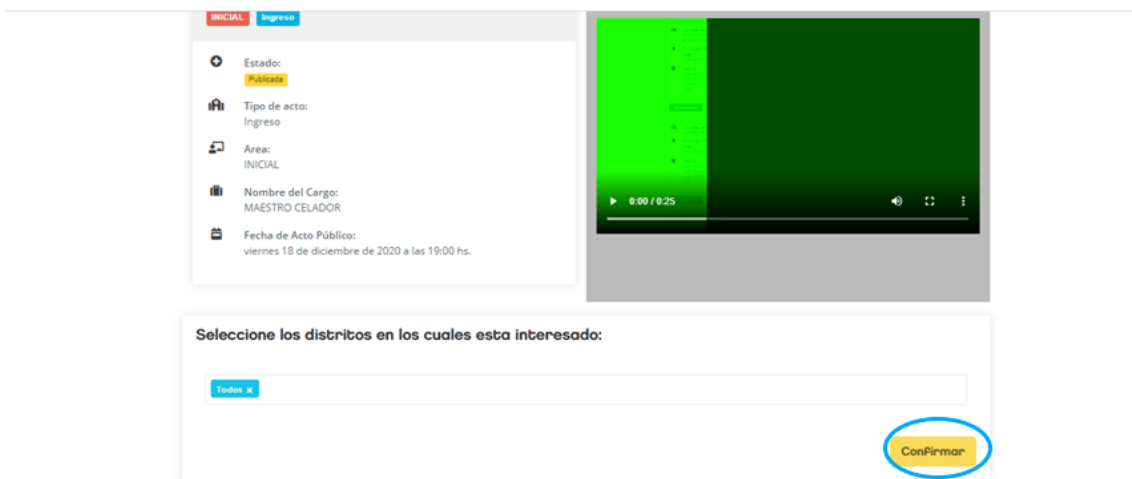 INICIAL Ingreso
Estado:
Publicada
Tipo de acto:
Ingreso
Area:
INICIAL
Nombre del Cargo:
MAESTRO CELADOR
Fecha de Acto Público:
viernes 18 de diciembre de 2020 a las 19:00 hs.
0:00 / 0:25
Seleccione los distritos en los cuales esta interesado:
Todos x
Confirmar